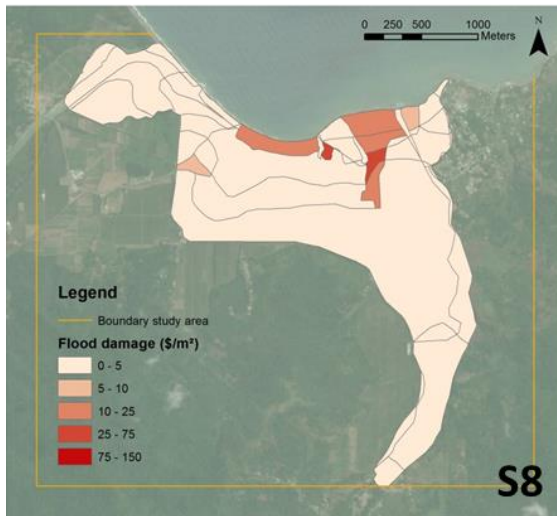 0 250 500 1000
Meters
N
Legend
Boundary study area
Flood damage ($/m²)
0 - 5
5 - 10
10 - 25
25 - 75
75 - 150
S8